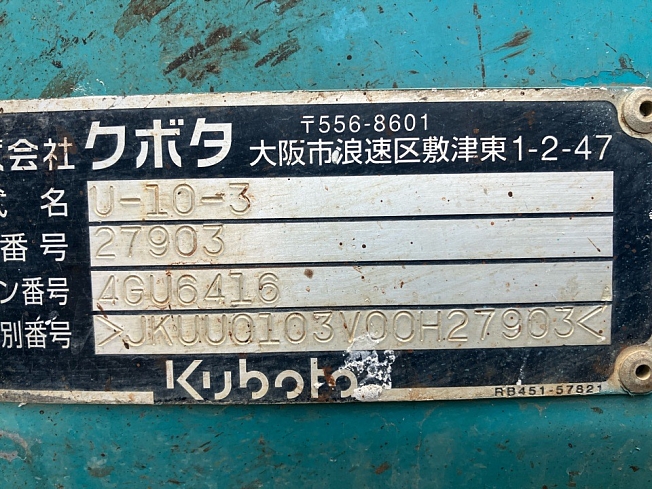 会社クボタ
〒556-8601
大阪市浪速区敷津東1-2-47
式名 U-10-3
番号 27903
ン番号 4GU6416
別番号 >JKUU0103V00H27903<
Kubota
RB451-57821